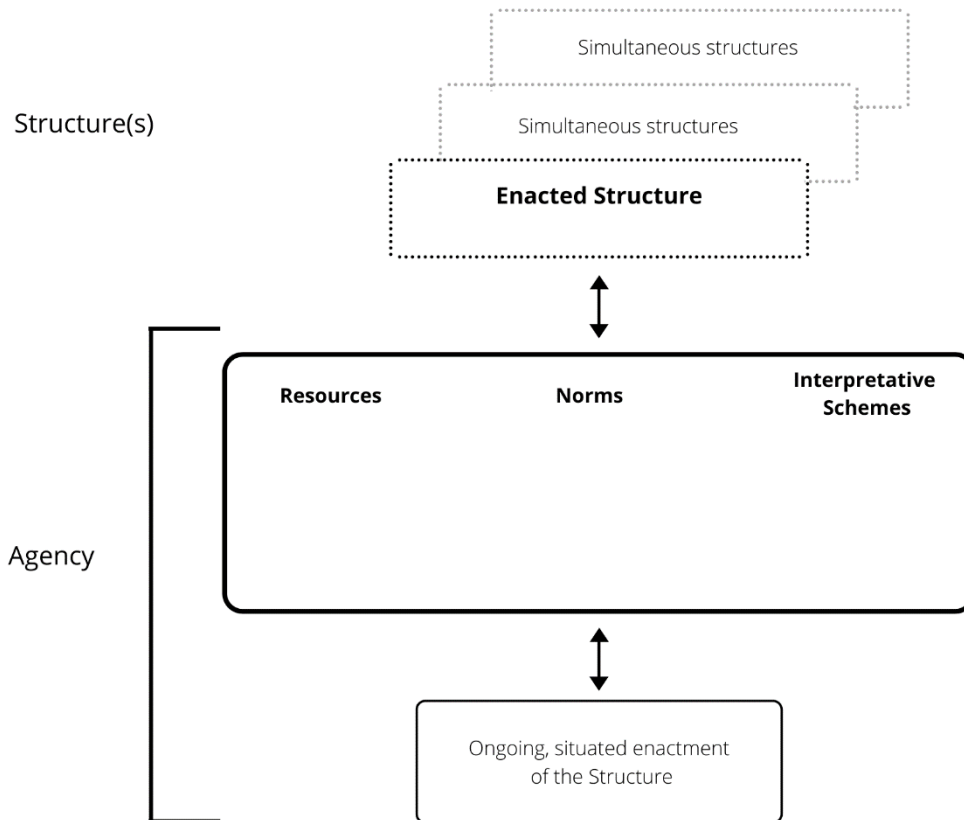 Simultaneous structures
Structure(s)
Simultaneous structures
Enacted Structure
Resources
Norms
Interpretative
Schemes
Agency
Ongoing, situated enactment
of the Structure